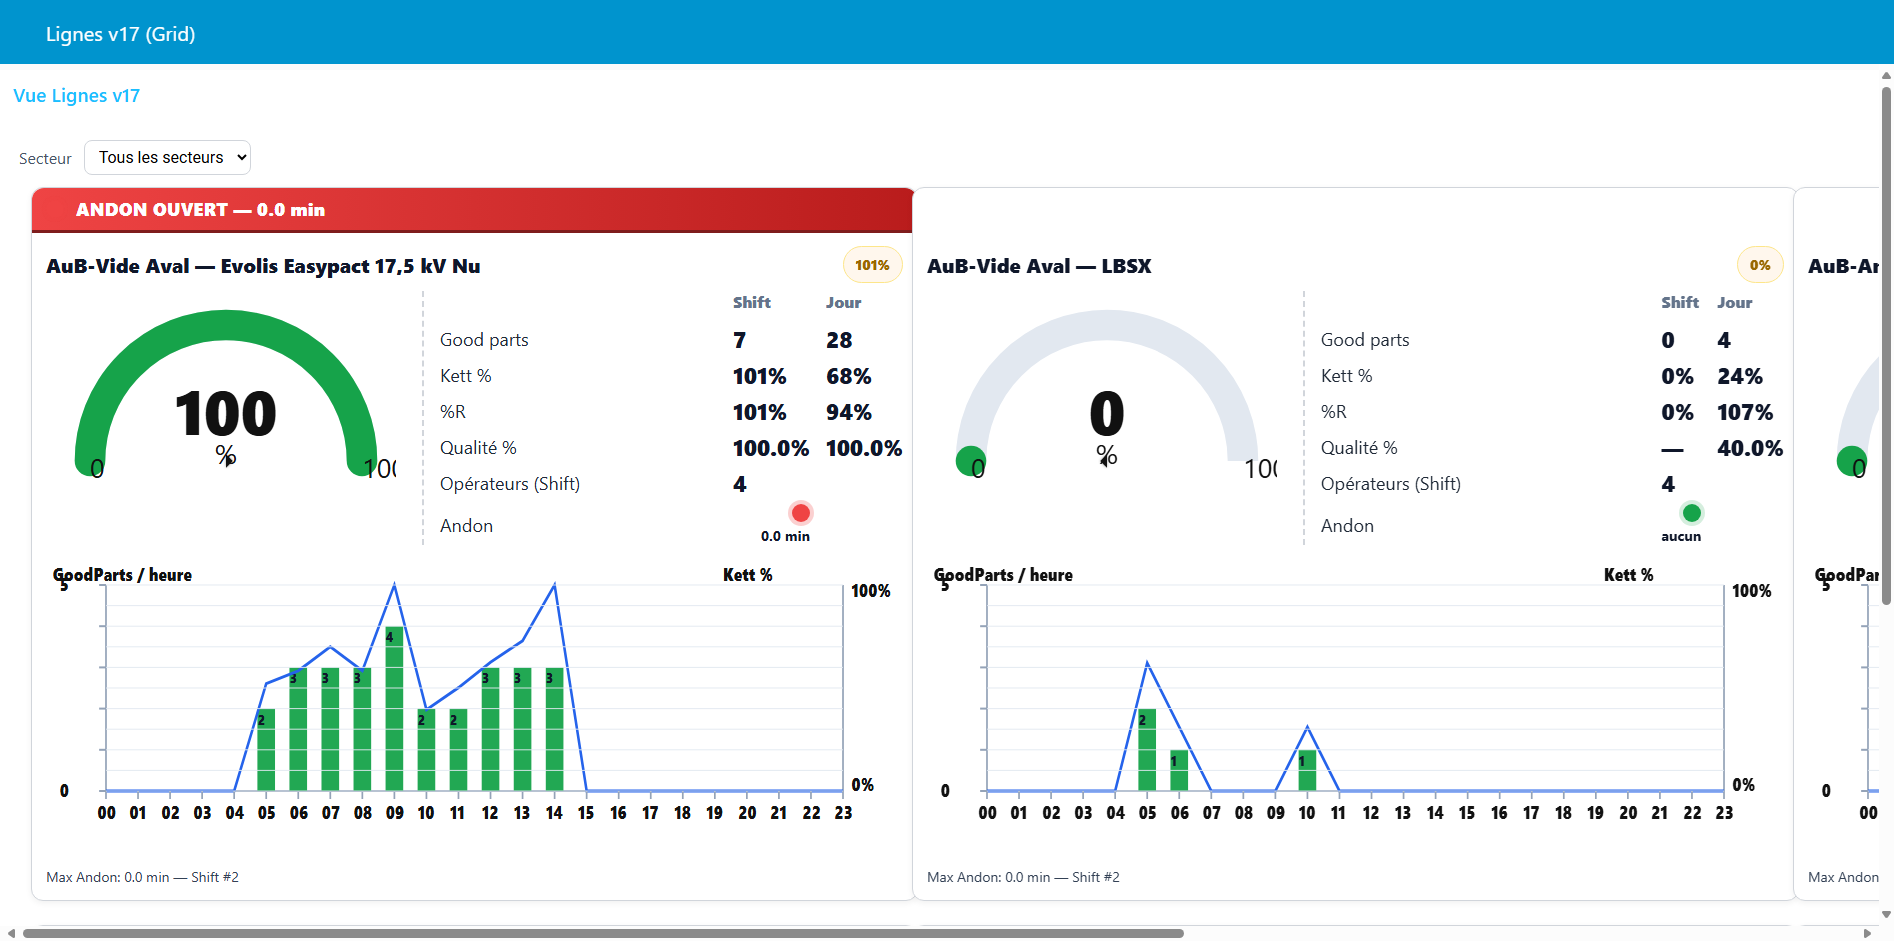 Lignes v17 (Grid)
Vue Lignes v17
Secteur Tous les secteurs
ANDON OUVERT — 0.0 min
AuB-Vide Aval — Evolis Easypact 17,5 kV Nu 101%
Shift Jour
Good parts 7 28
Kett % 101% 68%
%R 101% 94%
Qualité % 100.0% 100.0%
Opérateurs (Shift) 4
Andon
0.0 min
100
%
0 100
GoodParts / heure Kett %
5 100%
4
3 3 3 3 3 3
2 2 2
0 0%
00 01 02 03 04 05 06 07 08 09 10 11 12 13 14 15 16 17 18 19 20 21 22 23
Max Andon: 0.0 min — Shift #2
AuB-Vide Aval — LBSX 0%
Shift Jour
Good parts 0 4
Kett % 0% 24%
%R 0% 107%
Qualité % — 40.0%
Opérateurs (Shift) 4
Andon
aucun
0
%
0 100
GoodParts / heure Kett %
5 100%
2
1 1
0 0%
00 01 02 03 04 05 06 07 08 09 10 11 12 13 14 15 16 17 18 19 20 21 22 23
Max Andon: 0.0 min — Shift #2
0
5
0
00
Max Andon